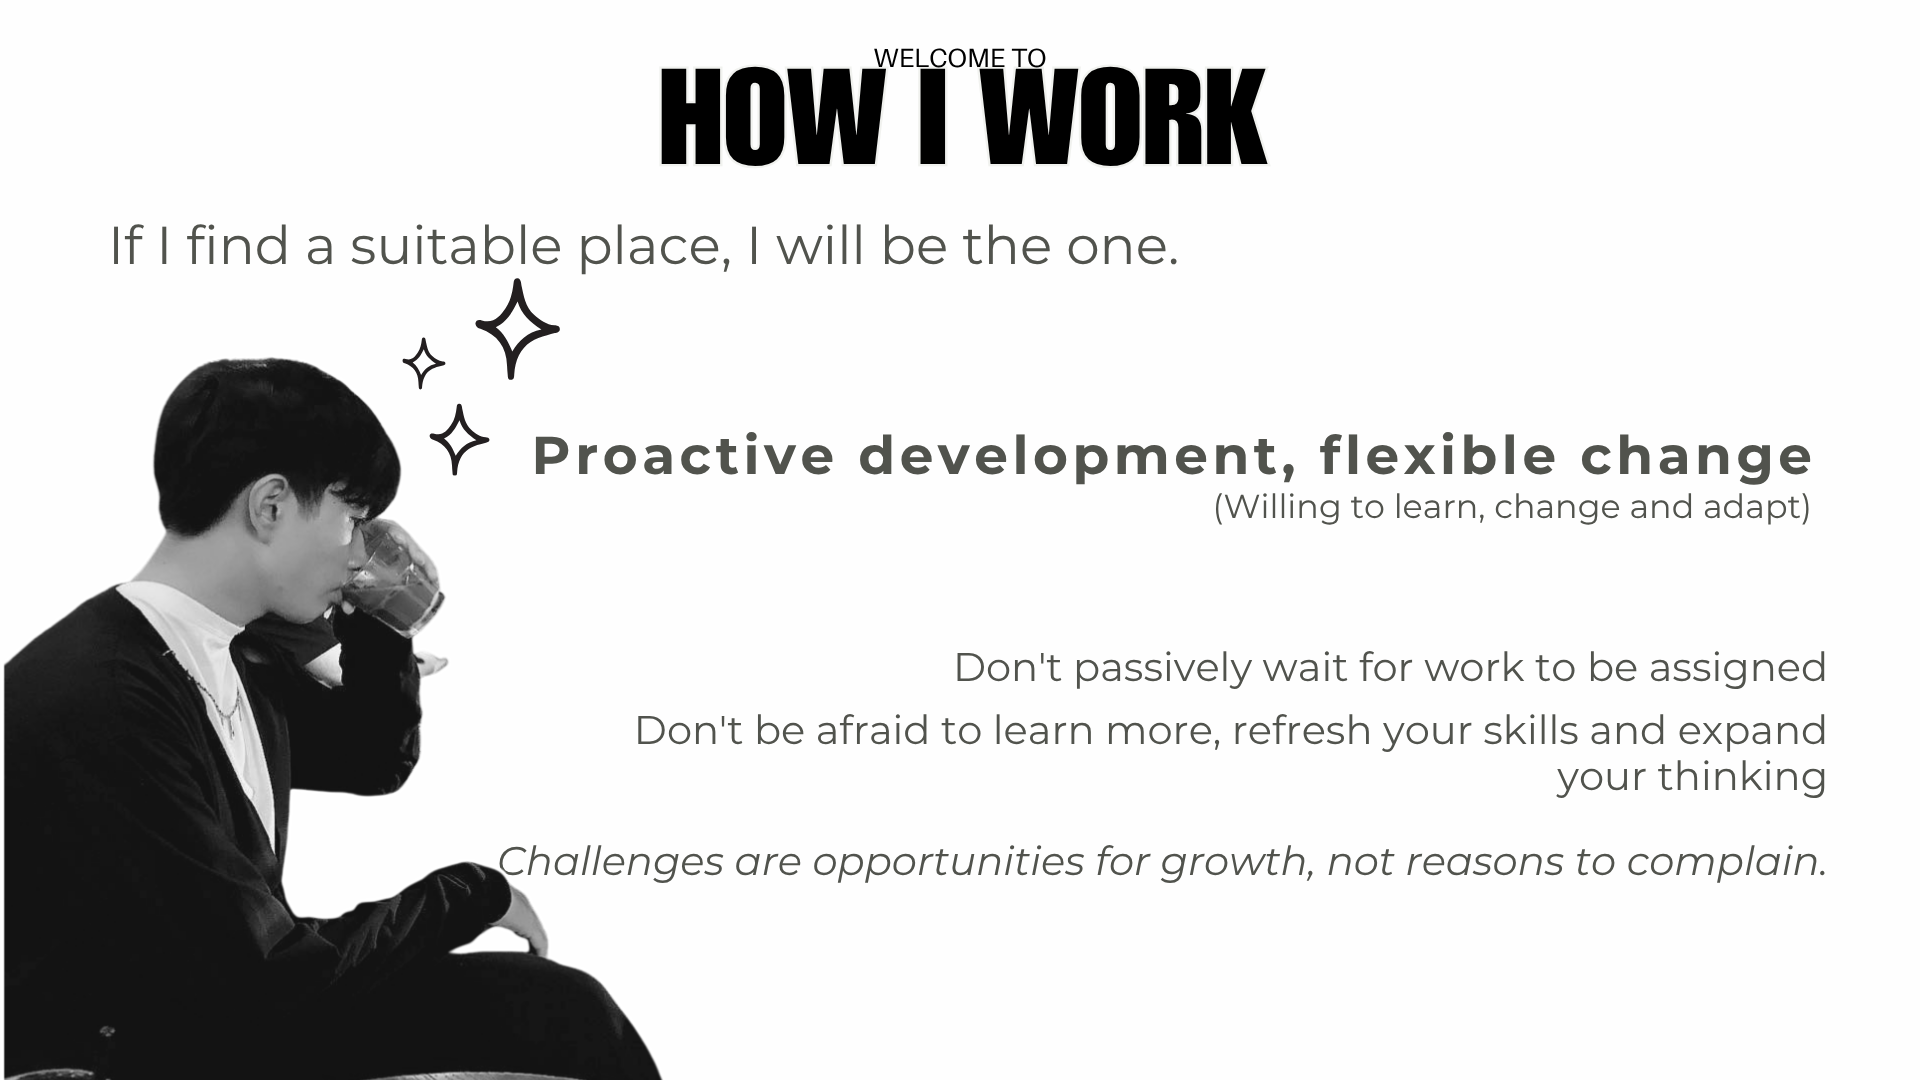 WELCOME TO
HOW I WORK
If I find a suitable place, I will be the one.
Proactive development, flexible change
(Willing to learn, change and adapt)
Don't passively wait for work to be assigned
Don't be afraid to learn more, refresh your skills and expand
your thinking
Challenges are opportunities for growth, not reasons to complain.